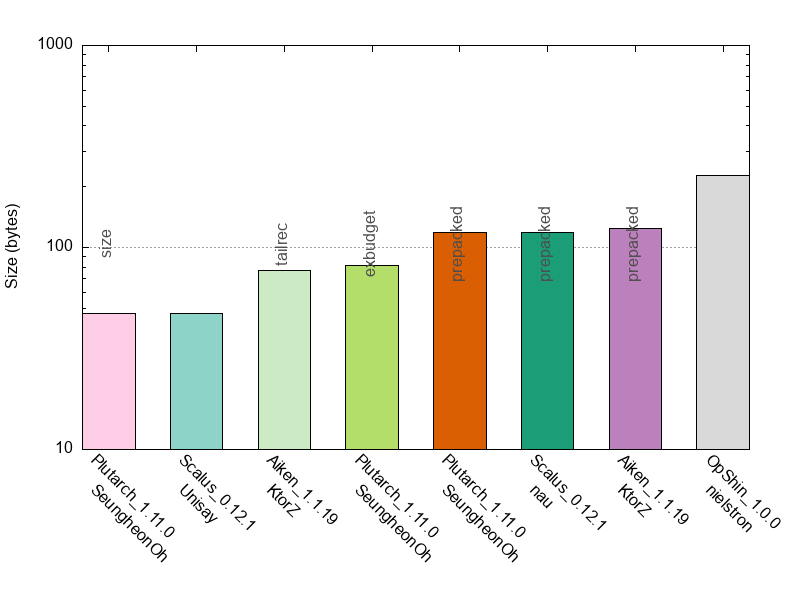 1000
100
10
Size (bytes)
size
tailrec
exbudget
prepacked
prepacked
prepacked
Plutarch_1.11.0
SeungheonOh
Scalus_0.12.1
Unisay
Aiken_1.1.19
KtorZ
Plutarch_1.11.0
SeungheonOh
Plutarch_1.11.0
SeungheonOh
Scalus_0.12.1
nau
Aiken_1.1.19
KtorZ
OpShin_1.0.0
nielstron